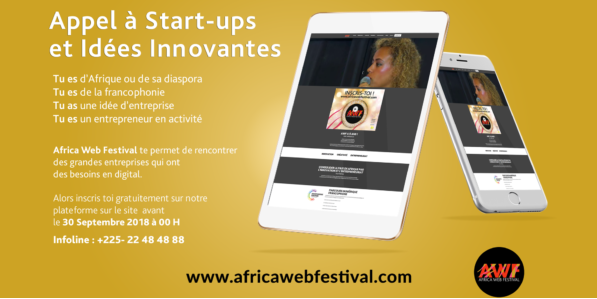 Appel à Start-ups
et Idées Innovantes
Tu es d'Afrique ou de sa diaspora
Tu es de la francophonie
Tu as une idée d'entreprise
Tu es un entrepreneur en activité
Africa Web Festival te permet de rencontrer
des grandes entreprises qui ont
des besoins en digital.
Alors inscris toi gratuitement sur notre
plateforme sur le site avant
le 30 Septembre 2018 à 00 H
Infoline : +225- 22 48 48 88
INSCRIS-TOI !
www.africawebfestival.com
AWF
AFRICA WEB FESTIVAL